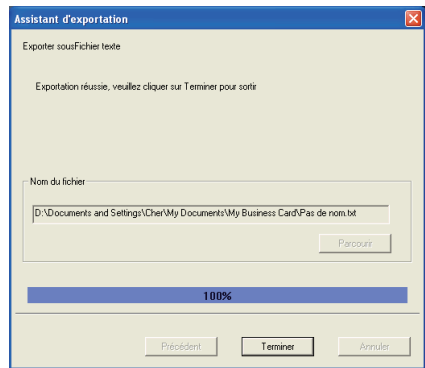 Assistant d'exportation
Exporter sousFichier texte
Exportation réussie, veuillez cliquer sur Terminer pour sortir
Nom du fichier
D:\Documents and Settings\Cher\My Documents\My Business Card\Pas de nom.txt
Parcourir
100%
Précédent
Terminer
Annuler